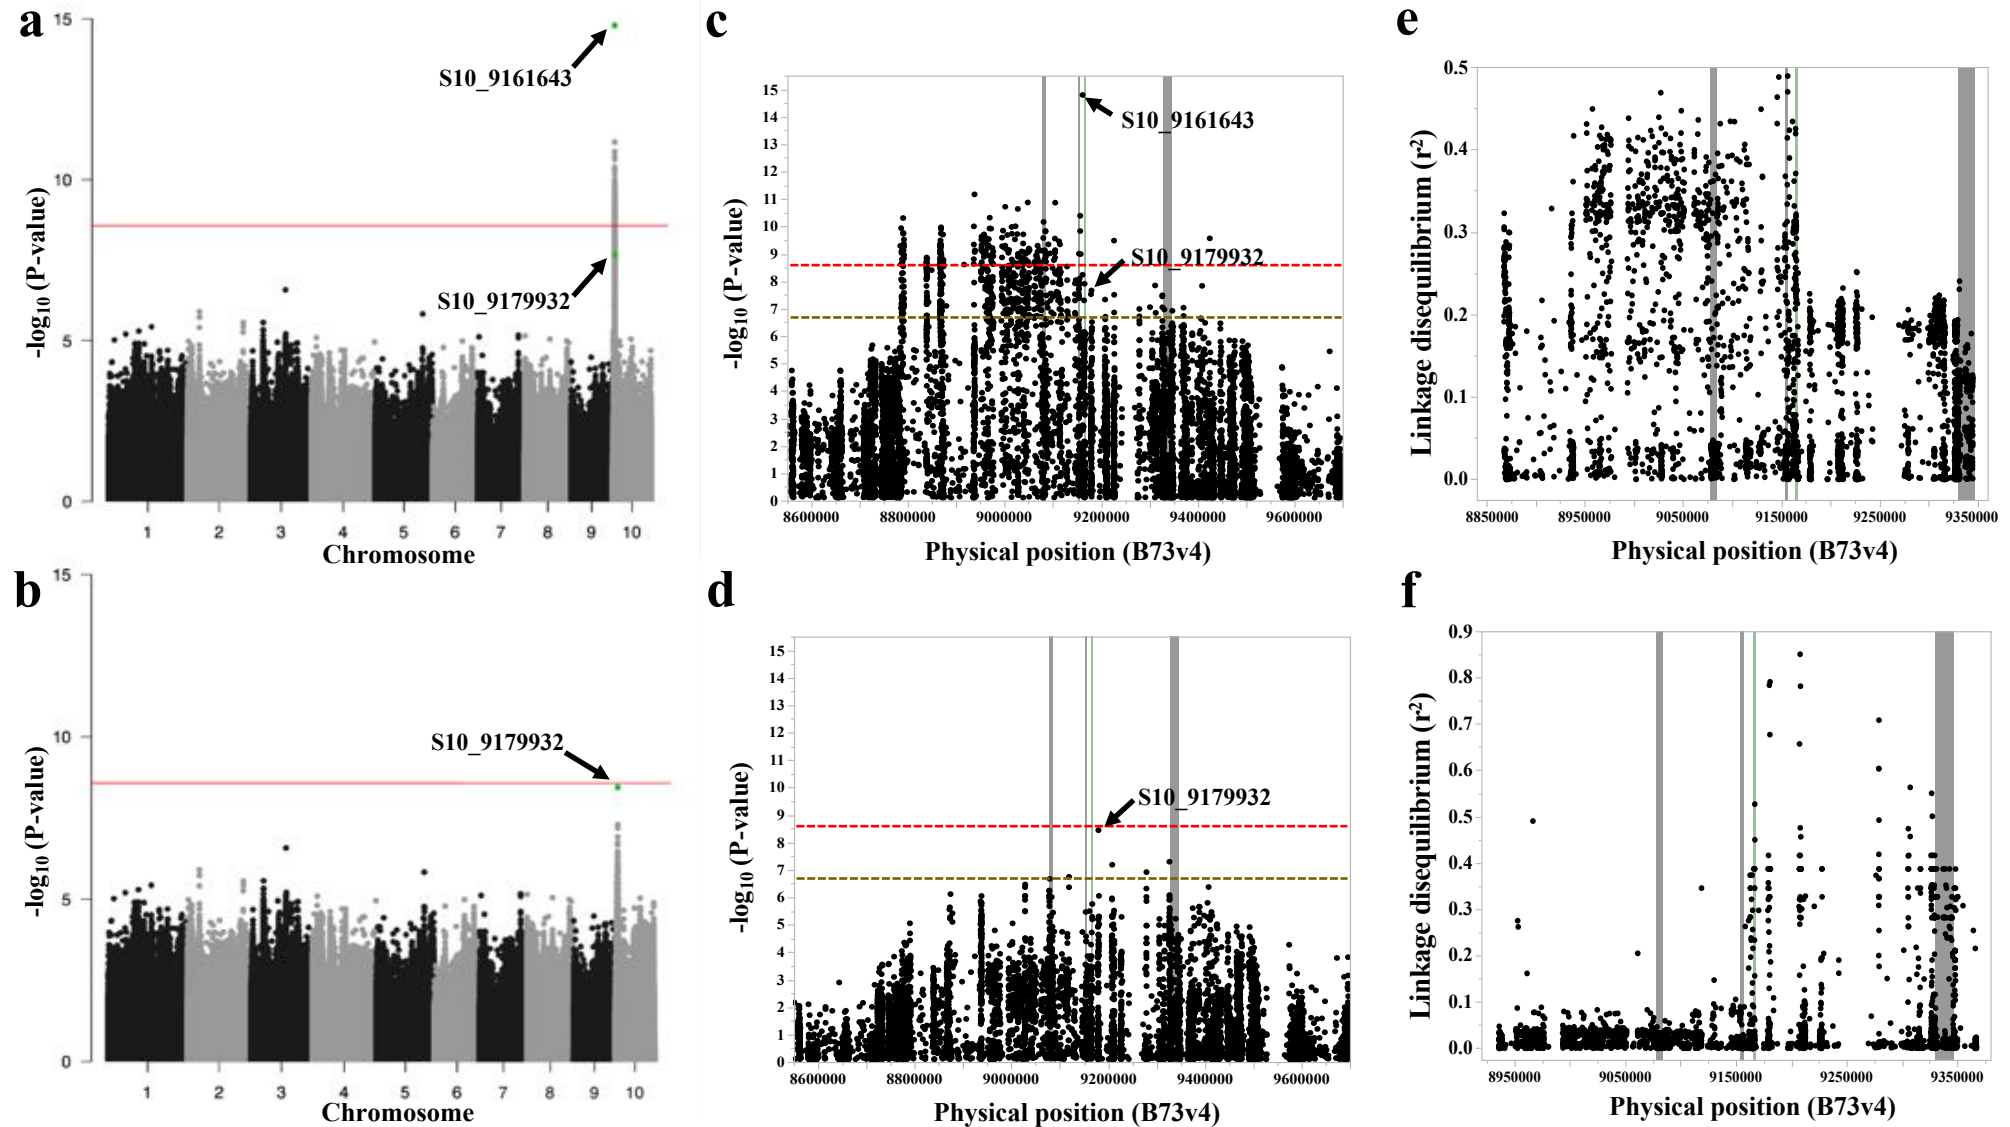 a
15
10
5
0
-log10 (P-value)
S10_9161643
S10_9179932
1 2 3 4 5 6 7 8 9 10
Chromosome
b
15
10
5
0
-log10 (P-value)
S10_9179932
1 2 3 4 5 6 7 8 9 10
Chromosome
c
15
14
13
12
11
10
9
8
7
6
5
4
3
2
1
0
-log10 (P-value)
S10_9161643
S10_9179932
8600000 8800000 9000000 9200000 9400000 9600000
Physical position (B73v4)
d
15
14
13
12
11
10
9
8
7
6
5
4
3
2
1
0
-log10 (P-value)
S10_9179932
8600000 8800000 9000000 9200000 9400000 9600000
Physical position (B73v4)
e
0.5
0.4
0.3
0.2
0.1
0.0
Linkage disequilibrium (r2)
8850000 8950000 9050000 9150000 9250000 9350000
Physical position (B73v4)
f
0.9
0.8
0.7
0.6
0.5
0.4
0.3
0.2
0.1
0.0
Linkage disequilibrium (r2)
8950000 9050000 9150000 9250000 9350000
Physical position (B73v4)